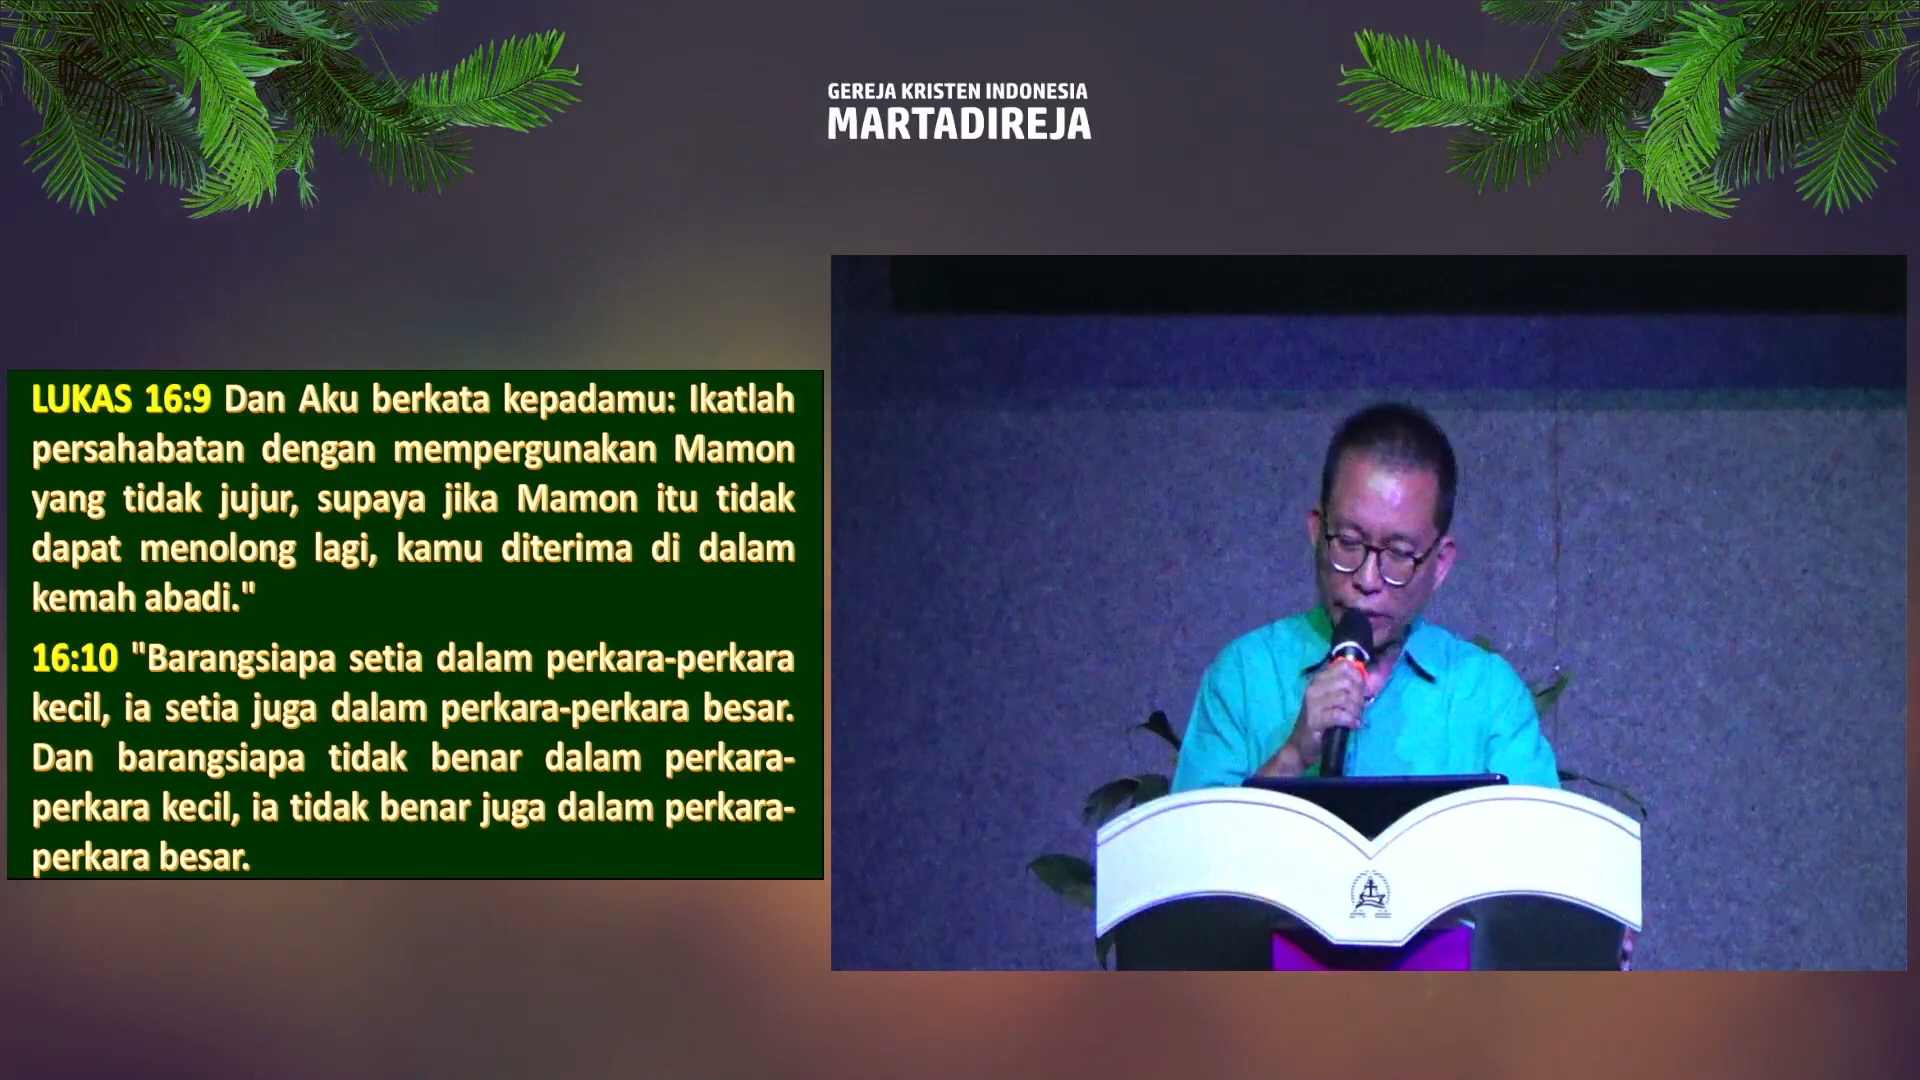 GEREJA KRISTEN INDONESIA
MARTADIREJA
LUKAS 16:9 Dan Aku berkata kepadamu: Ikatlah
persahabatan dengan mempergunakan Mamon
yang tidak jujur, supaya jika Mamon itu tidak
dapat menolong lagi, kamu diterima di dalam
kemah abadi."
16:10 "Barangsiapa setia dalam perkara-perkara
kecil, ia setia juga dalam perkara-perkara besar.
Dan barangsiapa tidak benar dalam perkara-
perkara kecil, ia tidak benar juga dalam perkara-
perkara besar.